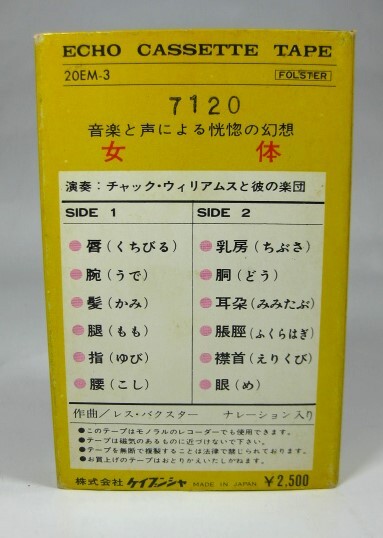 ECHO CASSETTE TAPE
20EM-3 FOLSTER
7120
音楽と声による恍惚の幻想
女体
演奏:チャック・ウィリアムスと彼の楽団
SIDE 1
唇(くちびる)
腕(うで)
髪(かみ)
腿(もも)
指(ゆび)
腰(こし)
SIDE 2
乳房(ちぶさ)
胴(どう)
耳朶(みみたぶ)
脹脛(ふくらはぎ)
襟首(えりくび)
眼(め)
作曲/レス・バクスター ナレーション入り
●このテープはモノラルのレコーダーでも使用できます。
●テープは磁気のあるものに近づけないで下さい。
●テープを無断で複製することは法律で禁じられております。
●お買上げのテープはおとりかえいたしかねます。
株式会社ケイブンシャ MADE IN JAPAN ¥2,500